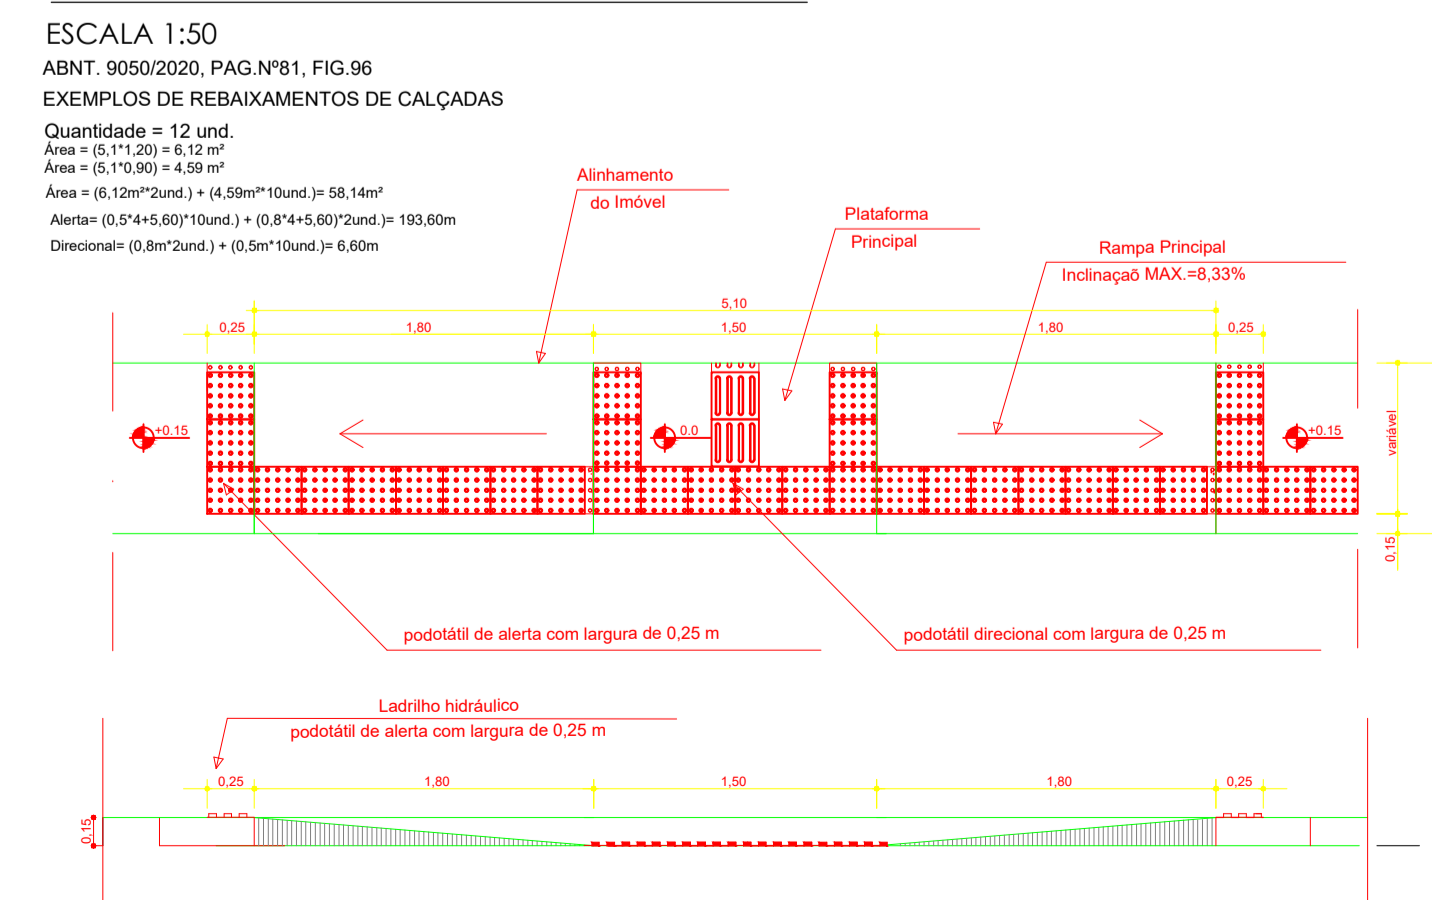 ESCALA 1:50
ABNT. 9050/2020, PAG.Nº81, FIG.96
EXEMPLOS DE REBAIXAMENTOS DE CALÇADAS
Quantidade = 12 und.
Área = (5,1*1,20) = 6,12 m²
Área = (5,1*0,90) = 4,59 m²
Área = (6,12m²*2und.) + (4,59m²*10und.)= 58,14m²
Alerta= (0,5*4+5,60)*10und.) + (0,8*4+5,60)*2und.)= 193,60m
Direcional= (0,8m*2und.) + (0,5m*10und.)= 6,60m
Alinhamento
do Imóvel
Plataforma
Principal
Rampa Principal
Inclinaçaõ MAX.=8,33%
5,10
0,25
1,80
1,50
1,80
0,25
+0.15
0.0
+0.15
variável
0,15
podotátil de alerta com largura de 0,25 m
podotátil direcional com largura de 0,25 m
Ladrilho hidráulico
podotátil de alerta com largura de 0,25 m
0,25
1,80
1,50
1,80
0,25
0,15